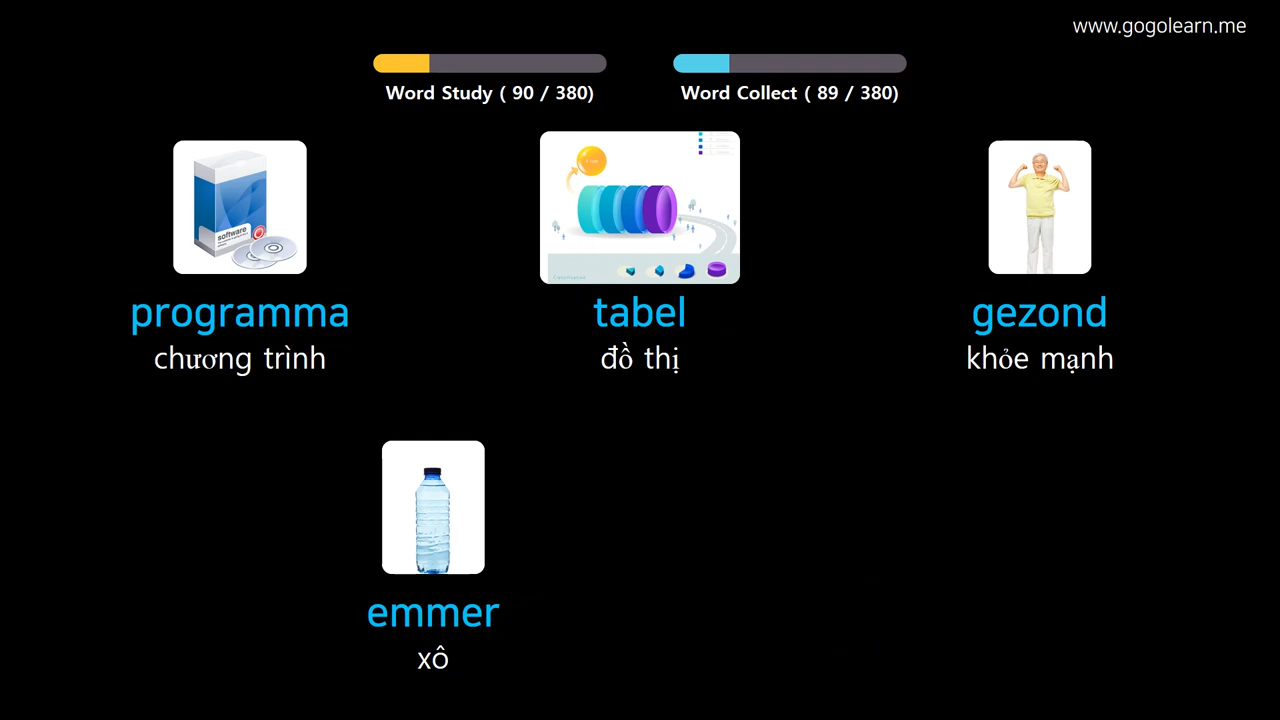 www.gogolearn.me
Word Study ( 90 / 380)
Word Collect ( 89 / 380)
software
programma
tabel
gezond
chương trình
đồ thị
khỏe mạnh
emmer
xô